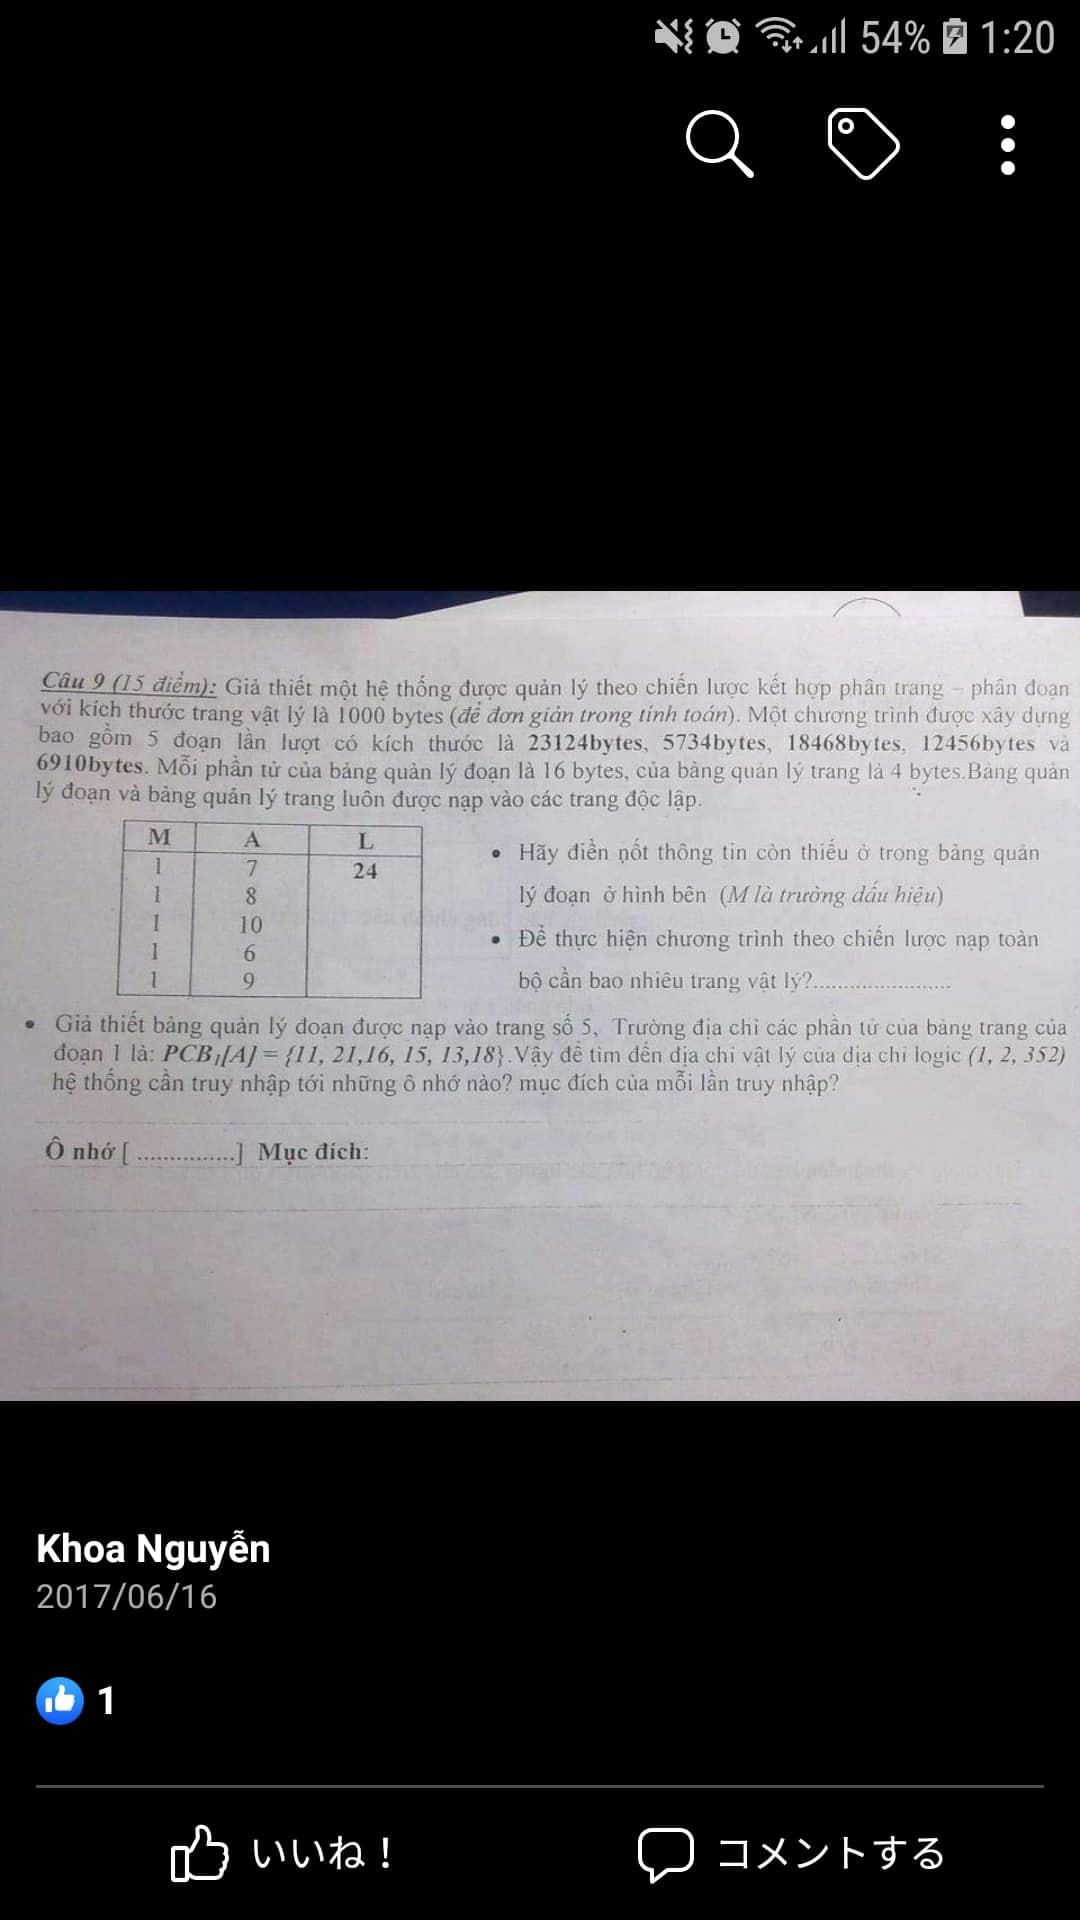 54% 1:20
Câu 9 (15 điểm): Giả thiết một hệ thống được quản lý theo chiến lược kết hợp phân trang – phân đoạn
với kích thước trang vật lý là 1000 bytes (để đơn giản trong tính toán). Một chương trình được xây dựng
bao gồm 5 đoạn lần lượt có kích thước là 23124bytes, 5734bytes, 18468bytes, 12456bytes và
6910bytes. Mỗi phần tử của bảng quản lý đoạn là 16 bytes, của bảng quản lý trang là 4 bytes.Bảng quản
lý đoạn và bảng quản lý trang luôn được nạp vào các trang độc lập.
M A L
1 7 24
1 8
1 10
1 6
1 9
• Hãy điền nốt thông tin còn thiếu ở trong bảng quản
lý đoạn ở hình bên (M là trường dấu hiệu)
• Để thực hiện chương trình theo chiến lược nạp toàn
bộ cần bao nhiêu trang vật lý?......................
• Giả thiết bảng quản lý đoạn được nạp vào trang số 5, Trường địa chỉ các phần tử của bảng trang của
đoạn 1 là: PCB₁[A] = {11, 21,16, 15, 13,18}.Vậy để tìm đến địa chỉ vật lý của địa chỉ logic (1, 2, 352)
hệ thống cần truy nhập tới những ô nhớ nào? mục đích của mỗi lần truy nhập?
Ô nhớ [ ...............] Mục đích:
Khoa Nguyễn
2017/06/16
1
いいね！ コメントする